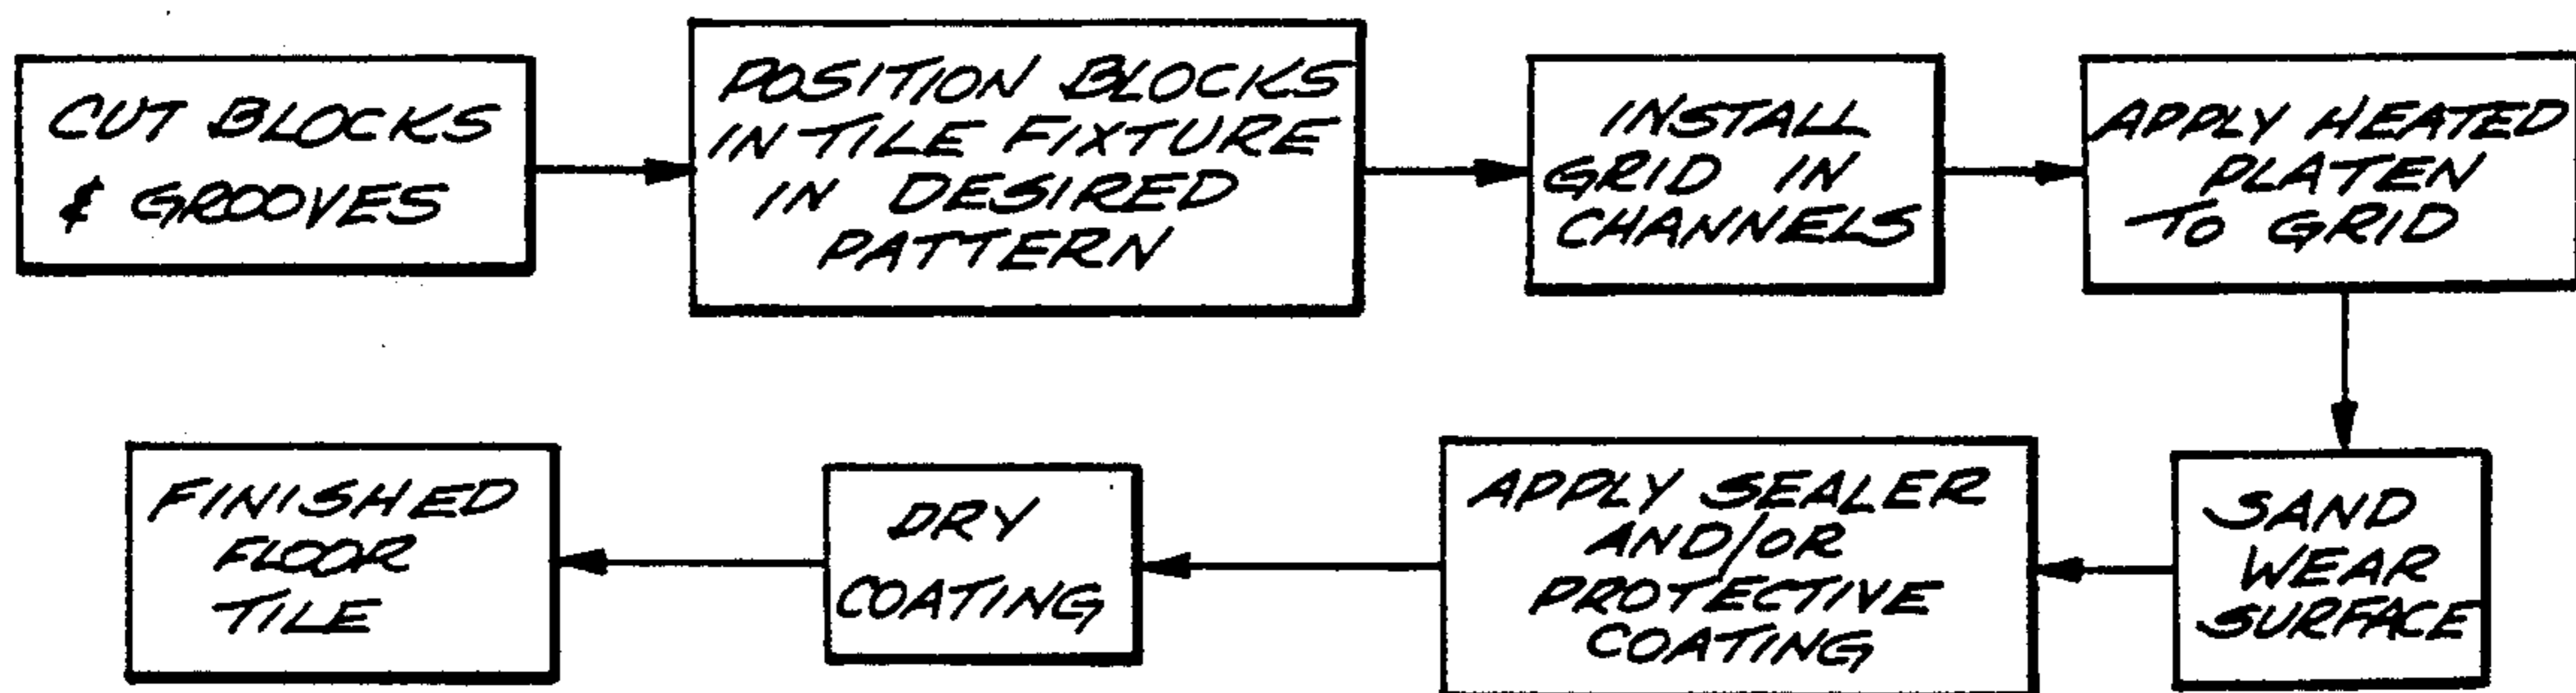 CUT BLOCKS
& GROOVES
POSITION BLOCKS
IN TILE FIXTURE
IN DESIRED
PATTERN
INSTALL
GRID IN
CHANNELS
APPLY HEATED
PLATEN
TO GRID
SAND
WEAR
SURFACE
APPLY SEALER
AND/OR
PROTECTIVE
COATING
DRY
COATING
FINISHED
FLOOR
TILE